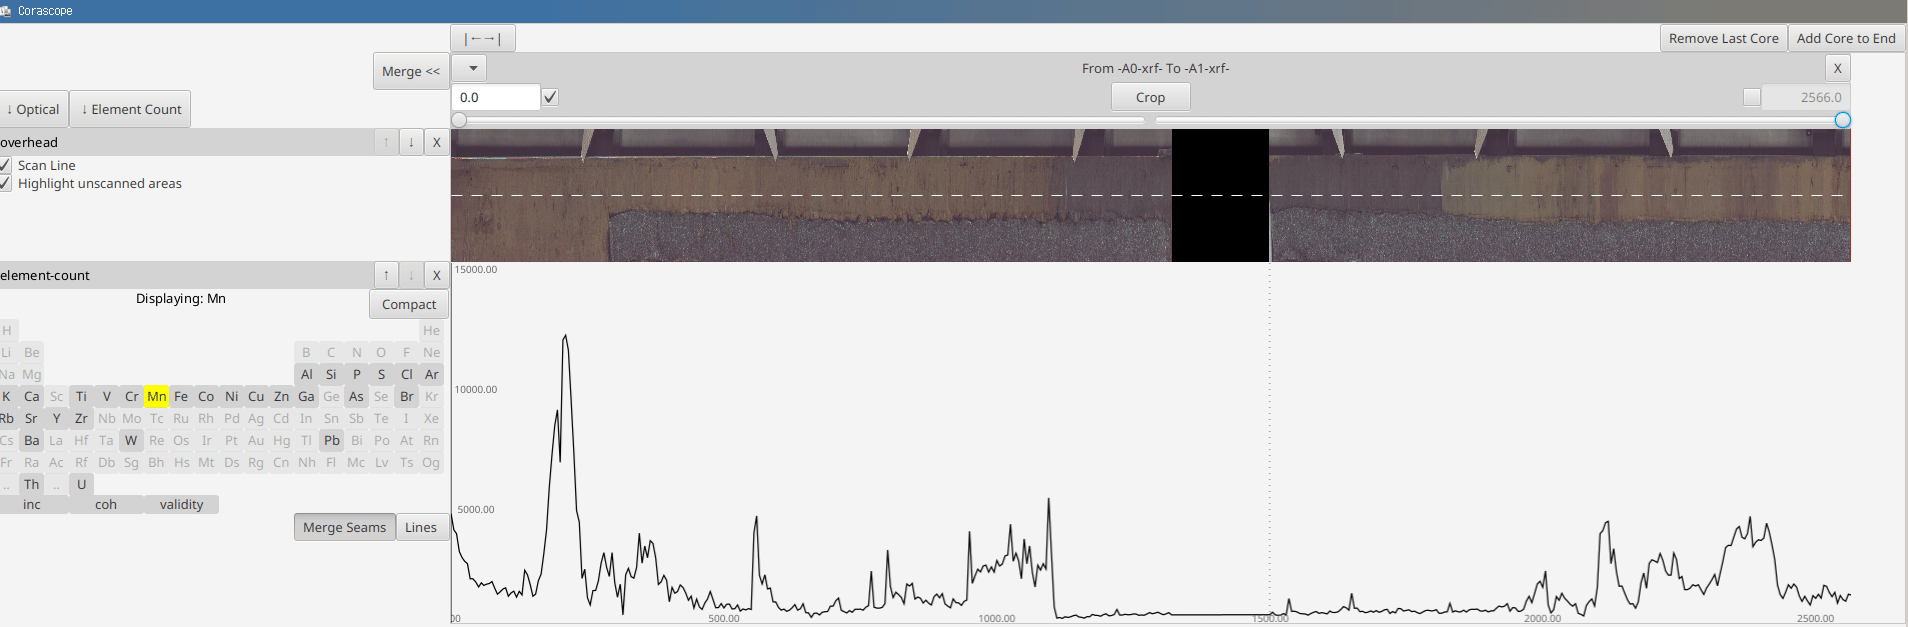 Corascope
|←→|
Remove Last Core Add Core to End
Merge << From -A0-xrf- To -A1-xrf- X
0.0 Crop 2566.0
↓ Optical ↓ Element Count
overhead ↑ ↓ X
Scan Line
Highlight unscanned areas
element-count ↑ ↓ X
15000.00
Displaying: Mn
Compact
H He
Li Be B C N O F Ne
Na Mg Al Si P S Cl Ar
10000.00
K Ca Sc Ti V Cr Mn Fe Co Ni Cu Zn Ga Ge As Se Br Kr
Rb Sr Y Zr Nb Mo Tc Ru Rh Pd Ag Cd In Sn Sb Te I Xe
Cs Ba La Hf Ta W Re Os Ir Pt Au Hg Tl Pb Bi Po At Rn
Fr Ra Ac Rf Db Sg Bh Hs Mt Ds Rg Cn Nh Fl Mc Lv Ts Og
.. Th .. U
inc coh validity
5000.00
Merge Seams Lines
00 500.00 1000.00 1500.00 2000.00 2500.00